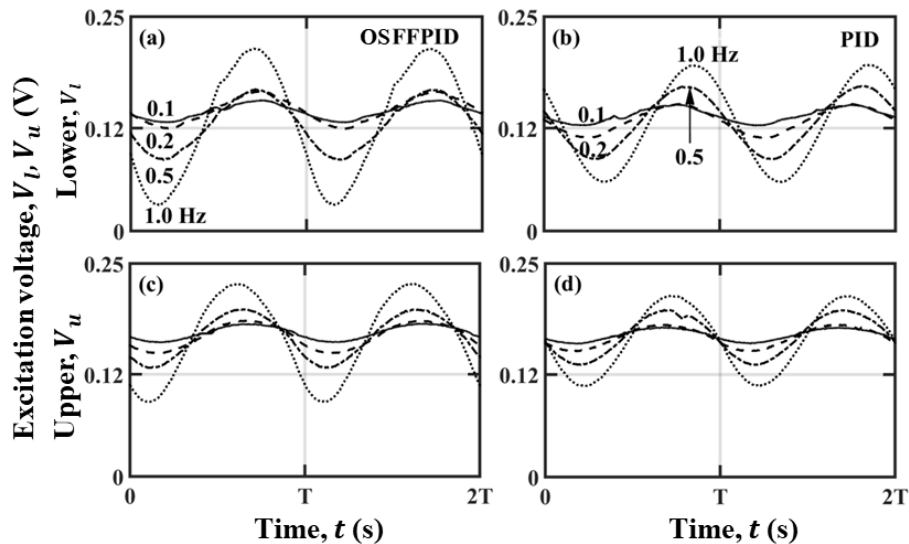 Excitation voltage, V_l, V_u (V)
Lower, V_l
Upper, V_u
0.25
0.12
0
(a)
OSFFPID
0.1
0.2
0.5
1.0 Hz
(b)
PID
1.0 Hz
0.1
0.2
0.5
T
0
0.25
0.12
0
(c)
(d)
0
T
2T
0
T
2T
Time, t (s)
Time, t (s)